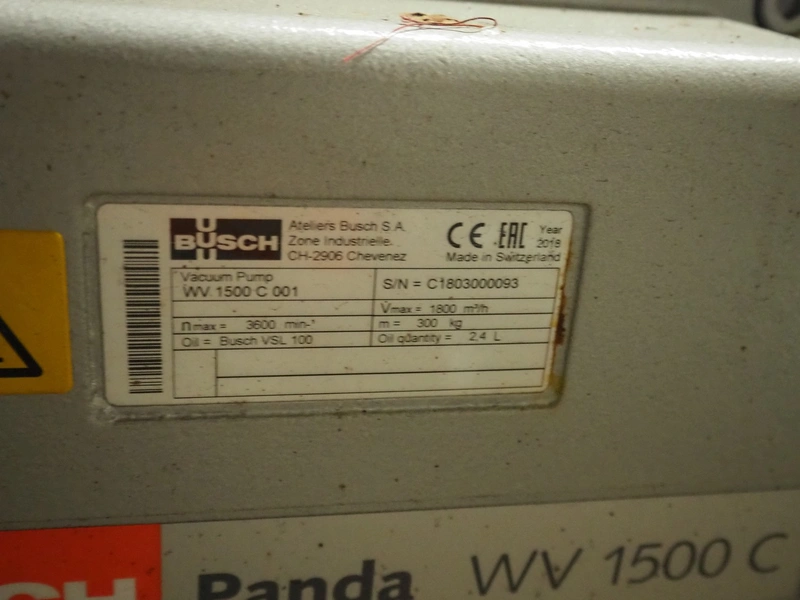 BUSCH
Ateliers Busch S.A.
Zone Industrielle.
CH-2906 Chevenez
CE EAC Year
2018
Made in Switzerland
Vacuum Pump
WV 1500 C 001
S/N = C1803000093
V̇max = 1800 m³/h
nmax = 3600 min-¹
m = 300 kg
Oil = Busch VSL 100
Oil quantity = 2,4 L
Panda WV 1500 C